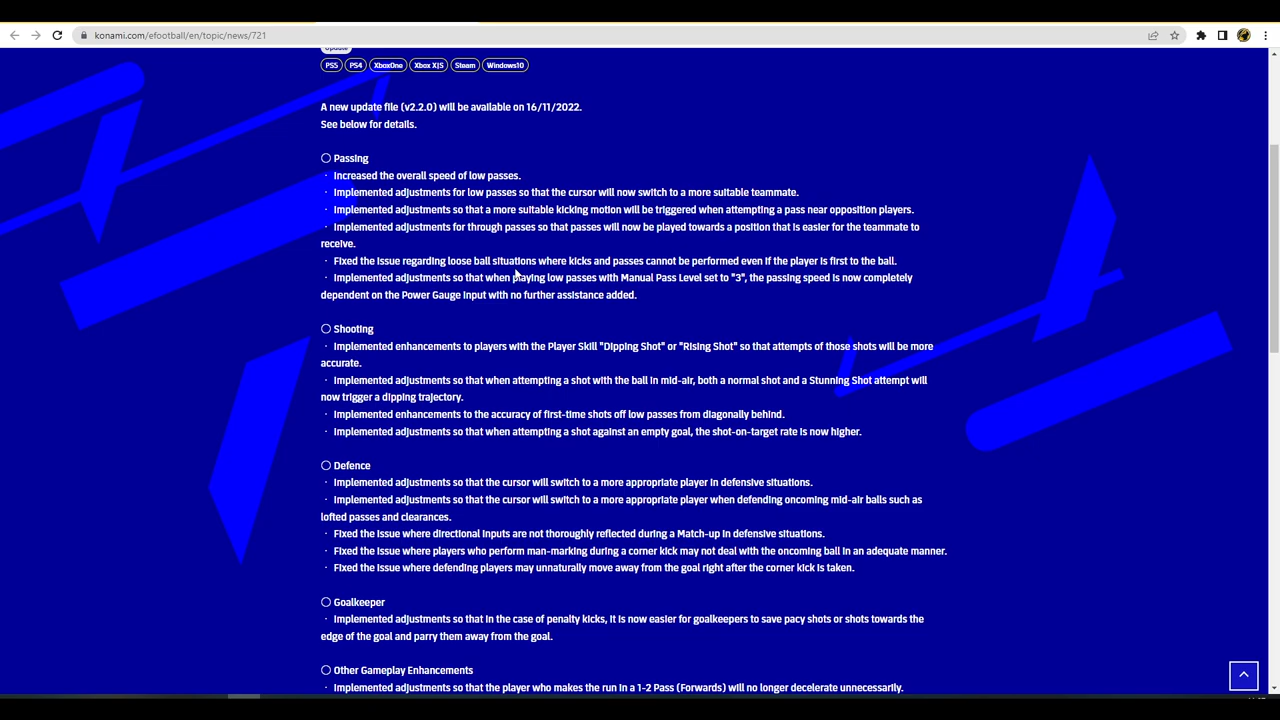 konami.com/efootball/en/topic/news/721
Update
PS5 PS4 XboxOne Xbox X|S Steam Windows10
A new update file (v2.2.0) will be available on 16/11/2022.
See below for details.
〇 Passing
・ Increased the overall speed of low passes.
・ Implemented adjustments for low passes so that the cursor will now switch to a more suitable teammate.
・ Implemented adjustments so that a more suitable kicking motion will be triggered when attempting a pass near opposition players.
・ Implemented adjustments for through passes so that passes will now be played towards a position that is easier for the teammate to
receive.
・ Fixed the issue regarding loose ball situations where kicks and passes cannot be performed even if the player is first to the ball.
・ Implemented adjustments so that when playing low passes with Manual Pass Level set to "3", the passing speed is now completely
dependent on the Power Gauge input with no further assistance added.
〇 Shooting
・ Implemented enhancements to players with the Player Skill "Dipping Shot" or "Rising Shot" so that attempts of those shots will be more
accurate.
・ Implemented adjustments so that when attempting a shot with the ball in mid-air, both a normal shot and a Stunning Shot attempt will
now trigger a dipping trajectory.
・ Implemented enhancements to the accuracy of first-time shots off low passes from diagonally behind.
・ Implemented adjustments so that when attempting a shot against an empty goal, the shot-on-target rate is now higher.
〇 Defence
・ Implemented adjustments so that the cursor will switch to a more appropriate player in defensive situations.
・ Implemented adjustments so that the cursor will switch to a more appropriate player when defending oncoming mid-air balls such as
lofted passes and clearances.
・ Fixed the issue where directional inputs are not thoroughly reflected during a Match-up in defensive situations.
・ Fixed the issue where players who perform man-marking during a corner kick may not deal with the oncoming ball in an adequate manner.
・ Fixed the issue where defending players may unnaturally move away from the goal right after the corner kick is taken.
〇 Goalkeeper
・ Implemented adjustments so that in the case of penalty kicks, it is now easier for goalkeepers to save pacy shots or shots towards the
edge of the goal and parry them away from the goal.
〇 Other Gameplay Enhancements
・ Implemented adjustments so that the player who makes the run in a 1-2 Pass (Forwards) will no longer decelerate unnecessarily.